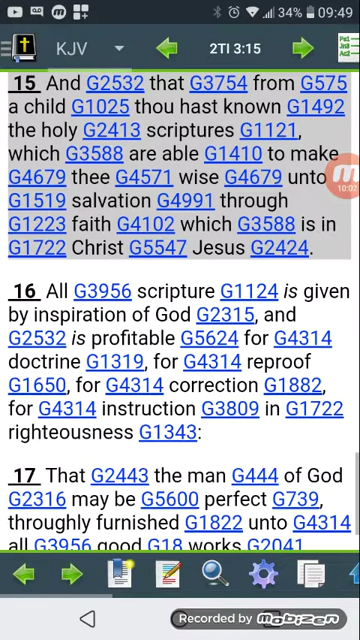 34% 09:49
KJV 2TI 3:15
15 And G2532 that G3754 from G575
a child G1025 thou hast known G1492
the holy G2413 scriptures G1121,
which G3588 are able G1410 to make
G4679 thee G4571 wise G4679 unto
G1519 salvation G4991 through
G1223 faith G4102 which G3588 is in
G1722 Christ G5547 Jesus G2424.
10:02
16 All G3956 scripture G1124 is given
by inspiration of God G2315, and
G2532 is profitable G5624 for G4314
doctrine G1319, for G4314 reproof
G1650, for G4314 correction G1882,
for G4314 instruction G3809 in G1722
righteousness G1343:
17 That G2443 the man G444 of God
G2316 may be G5600 perfect G739,
throughly furnished G1822 unto G4314
all G3956 good G18 works G2041
Recorded by mobizen